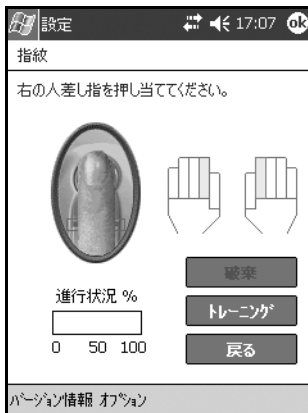 設定 17:07 ok
指紋
右の人差し指を押し当ててください。
破棄
進行状況 %
トレーニング
0 50 100
戻る
バージョン情報 オプション